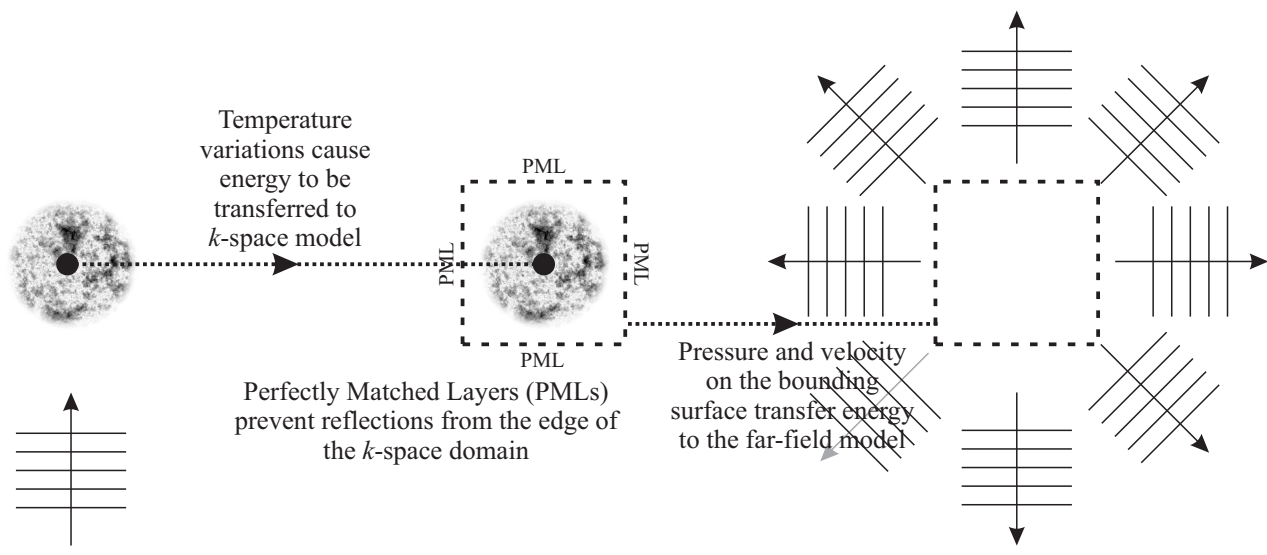 Temperature
variations cause
energy to be
transferred to
k-space model
PML
PML
PML
PML
Perfectly Matched Layers (PMLs)
prevent reflections from the edge of
the k-space domain
Pressure and velocity
on the bounding
surface transfer energy
to the far-field model